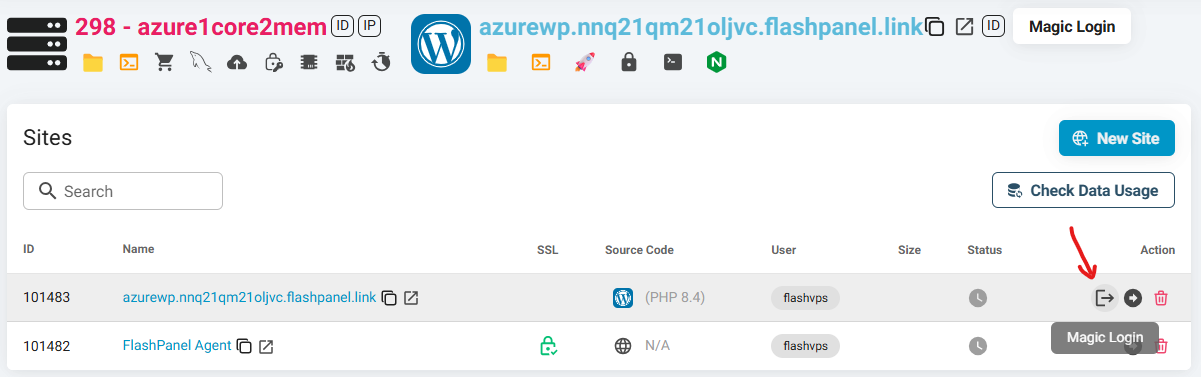 298 - azure1core2mem ID IP azurewp.nnq21qm21oljvc.flashpanel.link ID Magic Login
Sites
New Site
Search
Check Data Usage
ID Name SSL Source Code User Size Status Action
101483 azurewp.nnq21qm21oljvc.flashpanel.link (PHP 8.4) flashvps
101482 FlashPanel Agent N/A flashvps
Magic Login